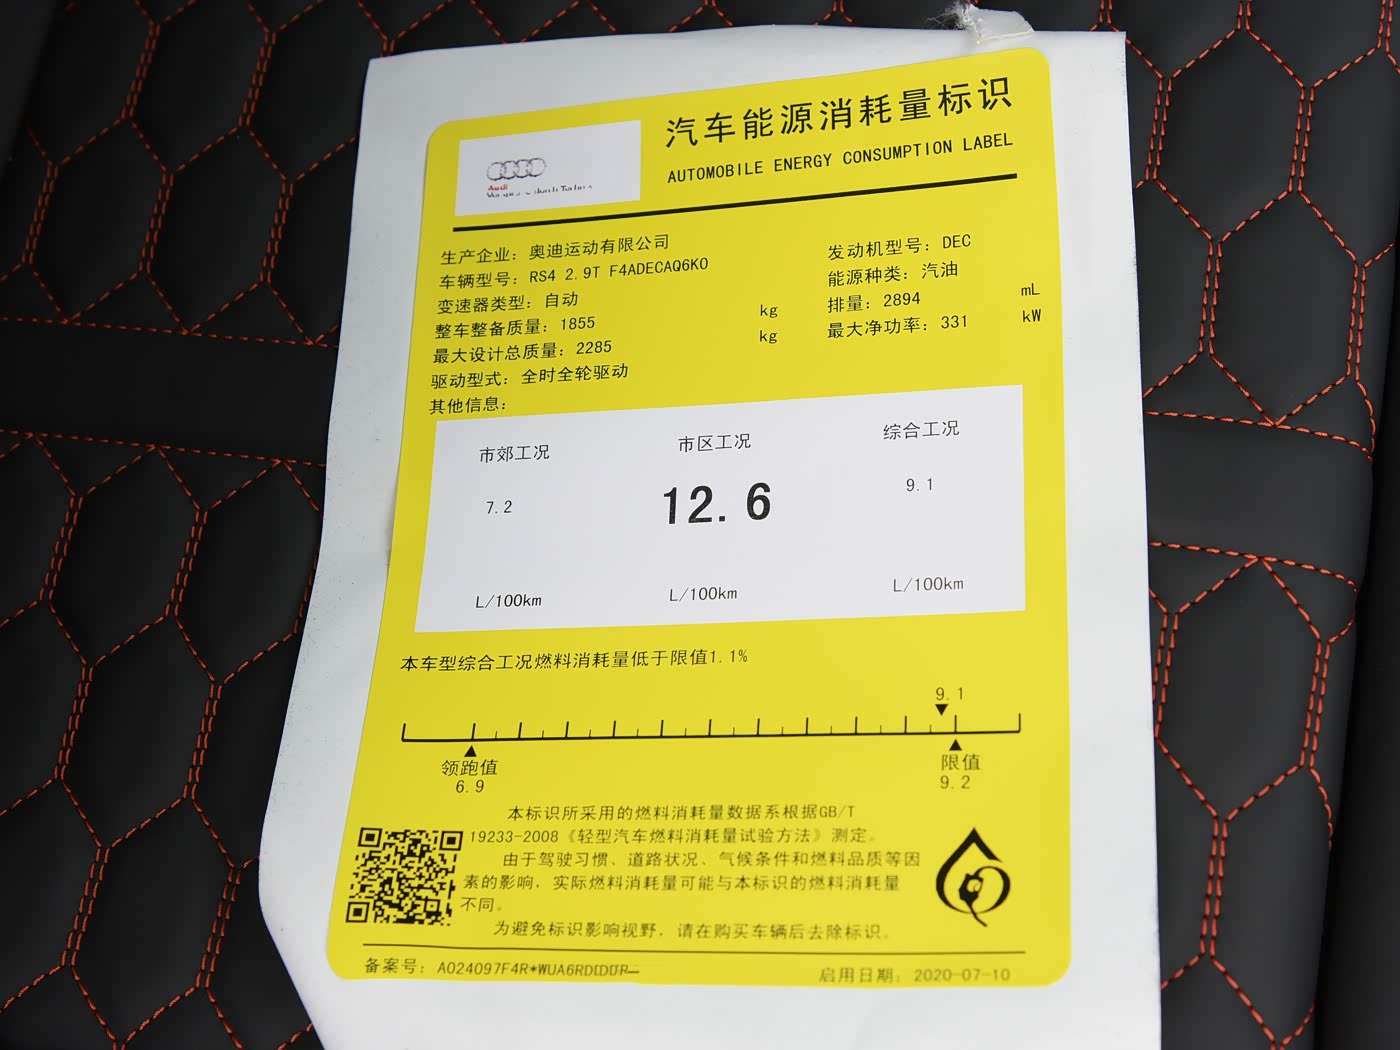 汽车能源消耗量标识
AUTOMOBILE ENERGY CONSUMPTION LABEL
Audi
生产企业：奥迪运动有限公司
车辆型号：RS4 2.9T F4ADECAQ6K0
变速器类型：自动
整车整备质量：1855 kg
最大设计总质量：2285 kg
驱动型式：全时全轮驱动
其他信息：
发动机型号：DEC
能源种类：汽油
排量：2894 mL
最大净功率：331 kW
市郊工况 市区工况 综合工况
7.2 12.6 9.1
L/100km L/100km L/100km
本车型综合工况燃料消耗量低于限值1.1%
9.1
领跑值 限值
6.9 9.2
本标识所采用的燃料消耗量数据系根据GB/T
19233-2008《轻型汽车燃料消耗量试验方法》测定。
由于驾驶习惯、道路状况、气候条件和燃料品质等因
素的影响，实际燃料消耗量可能与本标识的燃料消耗量
不同。
为避免标识影响视野，请在购买车辆后去除标识。
备案号：A024097F4R*WUA6RD
启用日期：2020-07-10